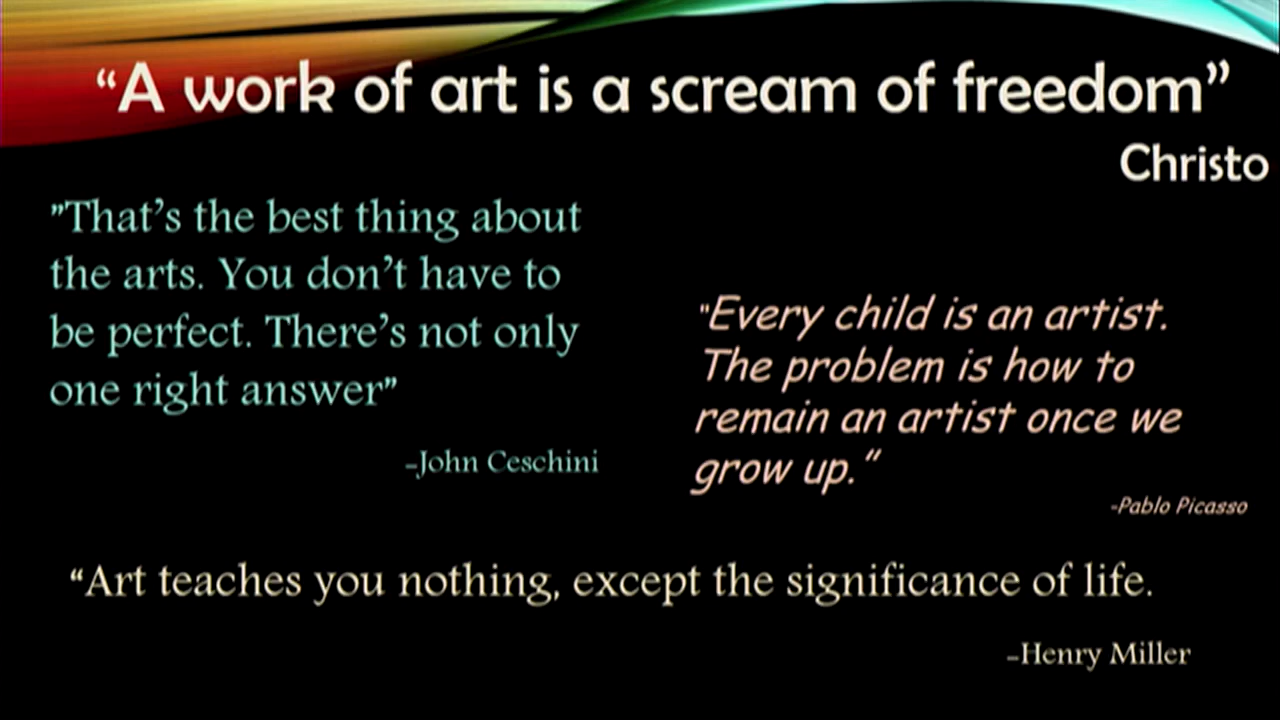 “A work of art is a scream of freedom”
Christo
”That’s the best thing about
the arts. You don’t have to
be perfect. There’s not only
one right answer”
–John Ceschini
"Every child is an artist.
The problem is how to
remain an artist once we
grow up.”
-Pablo Picasso
“Art teaches you nothing, except the significance of life.
–Henry Miller